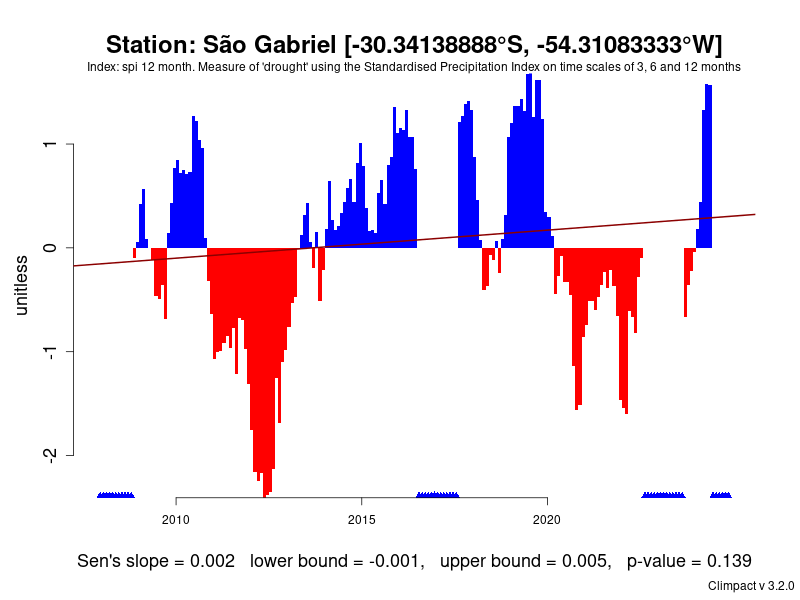 Station: São Gabriel [-30.34138888°S, -54.31083333°W]
Index: spi 12 month. Measure of 'drought' using the Standardised Precipitation Index on time scales of 3, 6 and 12 months
1
0
-1
-2
unitless
2010 2015 2020
Sen's slope = 0.002 lower bound = -0.001, upper bound = 0.005, p-value = 0.139
Climpact v 3.2.0